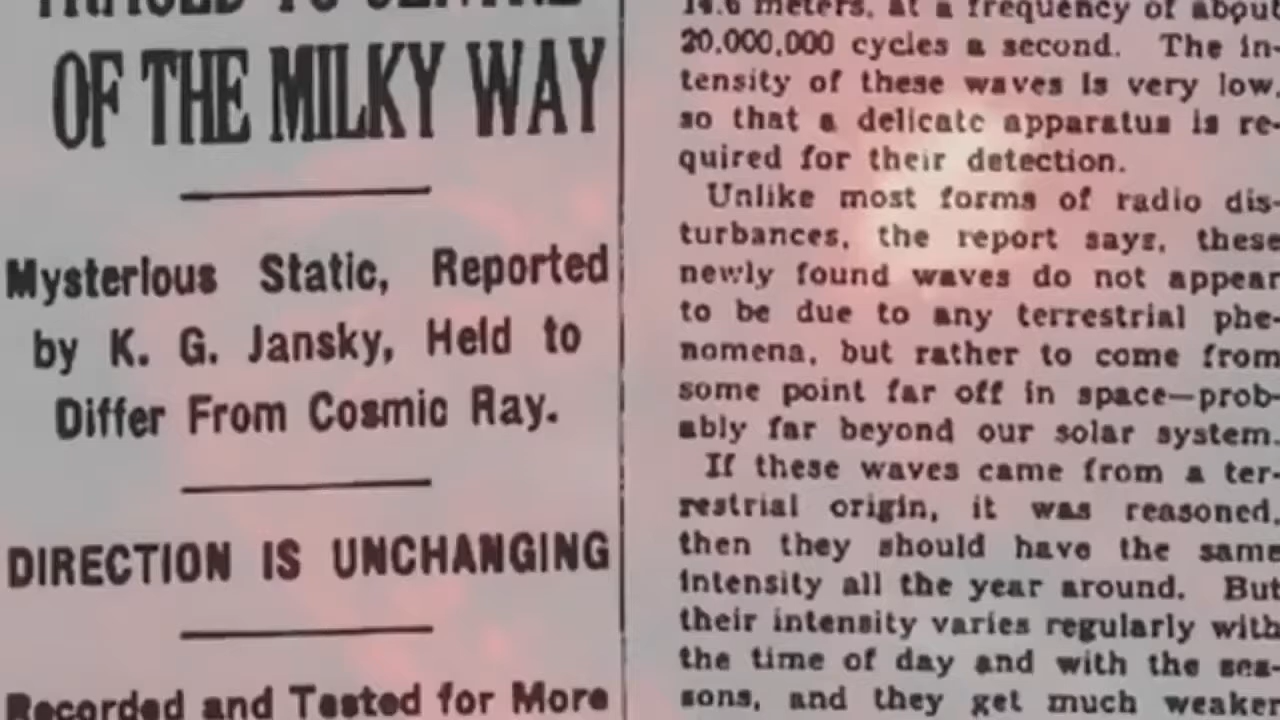 TRACED TO CENTRE
OF THE MILKY WAY
Mysterious Static, Reported
by K. G. Jansky, Held to
Differ From Cosmic Ray.
DIRECTION IS UNCHANGING
Recorded and Tested for More
14.6 meters, at a frequency of about
20,000,000 cycles a second. The in-
tensity of these waves is very low,
so that a delicate apparatus is re-
quired for their detection.
Unlike most forms of radio dis-
turbances, the report says, these
newly found waves do not appear
to be due to any terrestrial phe-
nomena, but rather to come from
some point far off in space—prob-
ably far beyond our solar system.
If these waves came from a ter-
restrial origin, it was reasoned,
then they should have the same
intensity all the year around. But
their intensity varies regularly with
the time of day and with the sea-
sons, and they get much weaker